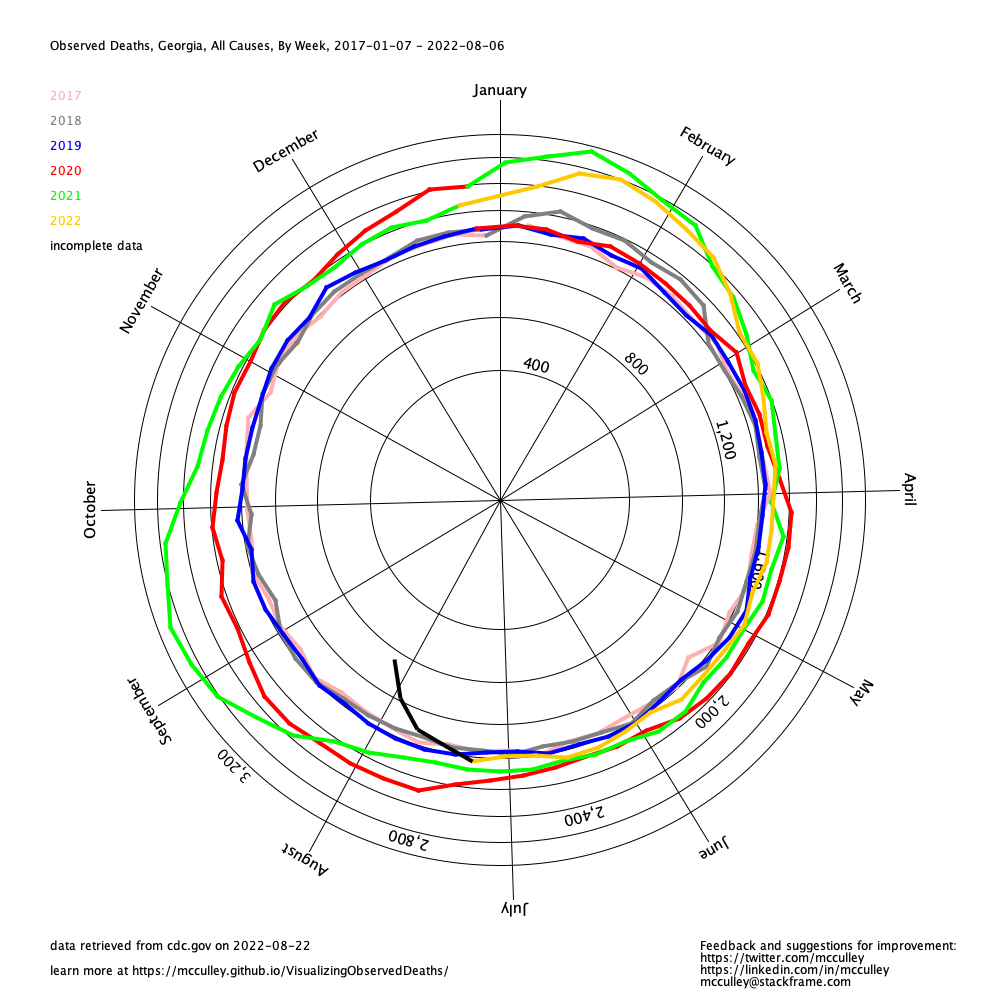 Observed Deaths, Georgia, All Causes, By Week, 2017-01-07 - 2022-08-06
January
2017
2018
2019
2020
2021
2022
incomplete data
December
February
November
March
400
800
1,200
October
April
1,600
September
May
2,000
3,200
2,400
2,800
August
June
July
data retrieved from cdc.gov on 2022-08-22
learn more at https://mcculley.github.io/VisualizingObservedDeaths/
Feedback and suggestions for improvement:
https://twitter.com/mcculley
https://linkedin.com/in/mcculley
mcculley@stackframe.com